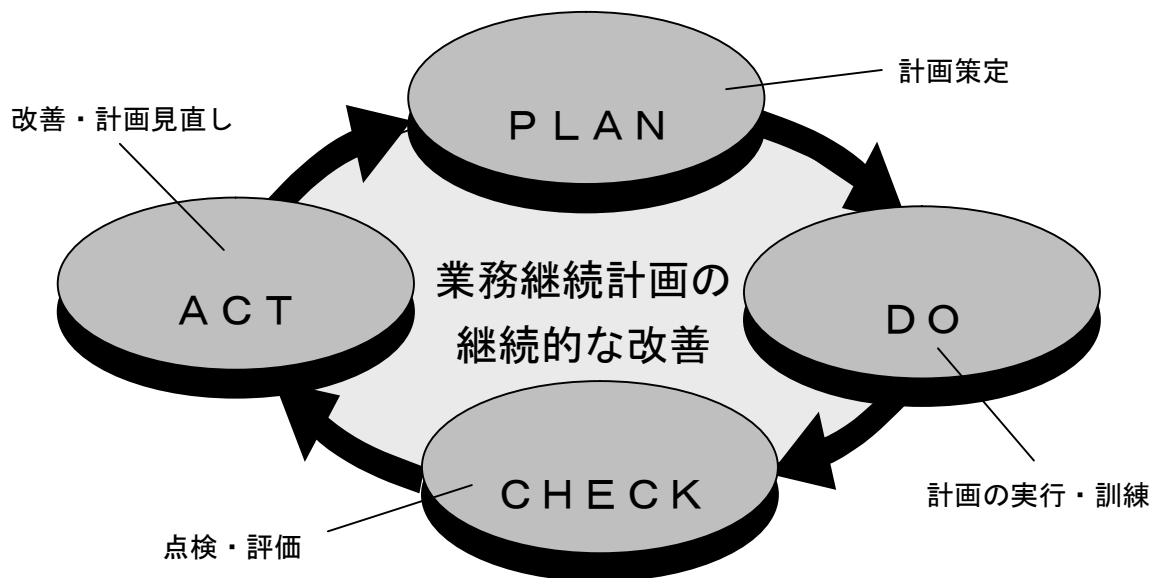 計画策定
改善・計画見直し
ＰＬＡＮ
業務継続計画の
継続的な改善
ＡＣＴ
ＤＯ
ＣＨＥＣＫ
計画の実行・訓練
点検・評価